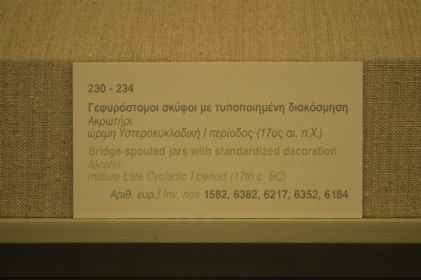 230 - 234
Γεφυρόστομοι σκύφοι με τυποποιημένη διακόσμηση
Ακρωτήρι
ώριμη Υστεροκυκλαδική Ι περίοδος (17ος αι. π.Χ.)
Bridge-spouted jars with standardized decoration
Akrotiri
mature Late Cycladic I period (17th c. BC)
Αριθ. ευρ./ Inv. nos 1582, 6382, 6217, 6352, 6184